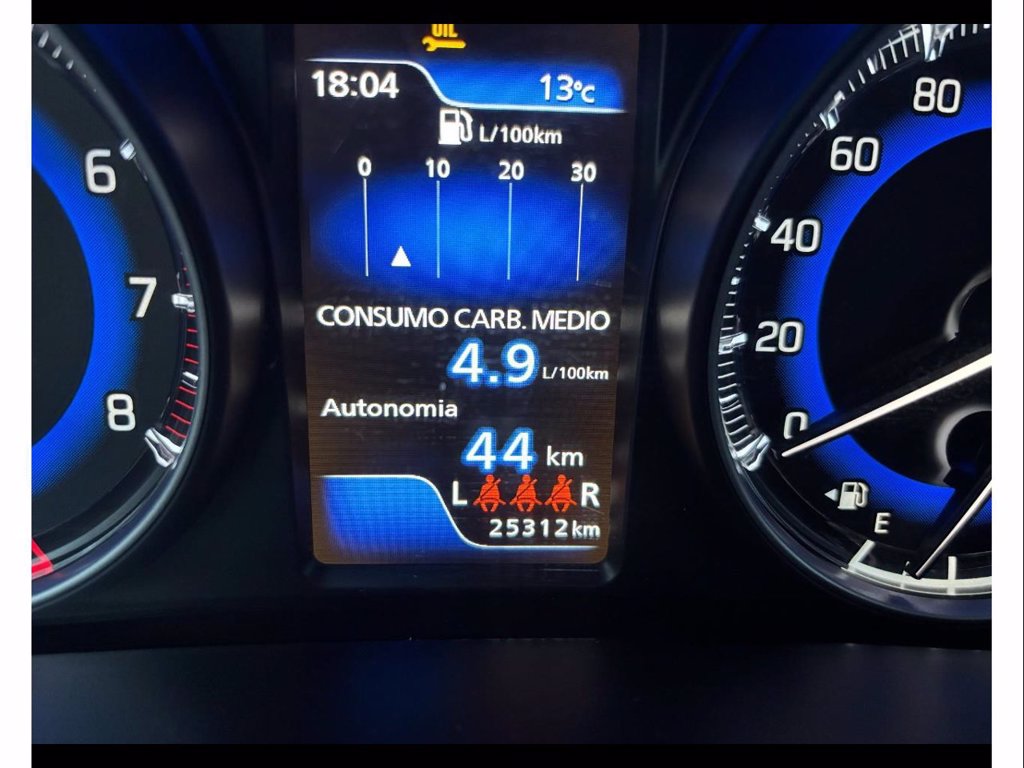 OIL
18:04 13°C
L/100km
0 10 20 30
CONSUMO CARB. MEDIO
4.9 L/100km
Autonomia
44 km
L R
25312km
6
7
8
80
60
40
20
0
E